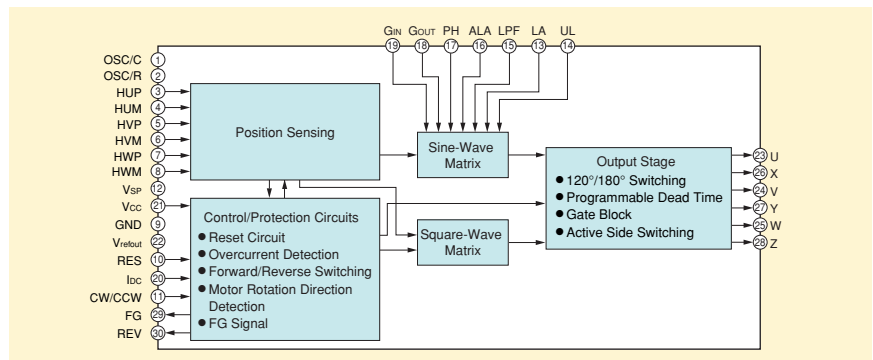 GIN GOUT PH ALA LPF LA UL
19 18 17 16 15 13 14
OSC/C 1
OSC/R 2
HUP 3
HUM 4
HVP 5
HVM 6
HWP 7
HWM 8
VSP 12
VCC 21
GND 9
Vrefout 22
RES 10
IDC 20
CW/CCW 11
FG 29
REV 30
Position Sensing
Control/Protection Circuits
● Reset Circuit
● Overcurrent Detection
● Forward/Reverse Switching
● Motor Rotation Direction
Detection
● FG Signal
Sine-Wave
Matrix
Square-Wave
Matrix
Output Stage
● 120°/180° Switching
● Programmable Dead Time
● Gate Block
● Active Side Switching
23 U
26 X
24 V
27 Y
25 W
28 Z